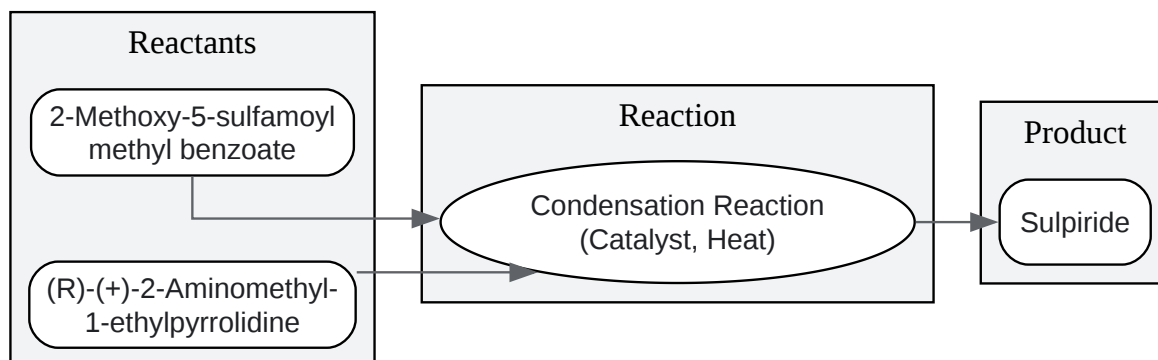 Reactants
2-Methoxy-5-sulfamoyl
methyl benzoate
(R)-(+)-2-Aminomethyl-
1-ethylpyrrolidine
Reaction
Condensation Reaction
(Catalyst, Heat)
Product
Sulpiride